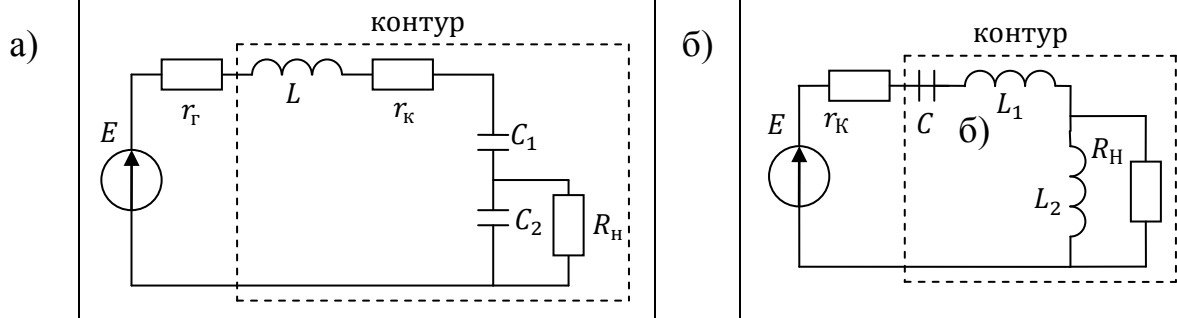 а)
контур
r_г
L
r_к
E
C_1
C_2
R_н
б)
контур
E
r_К
C
L_1
б)
R_Н
L_2